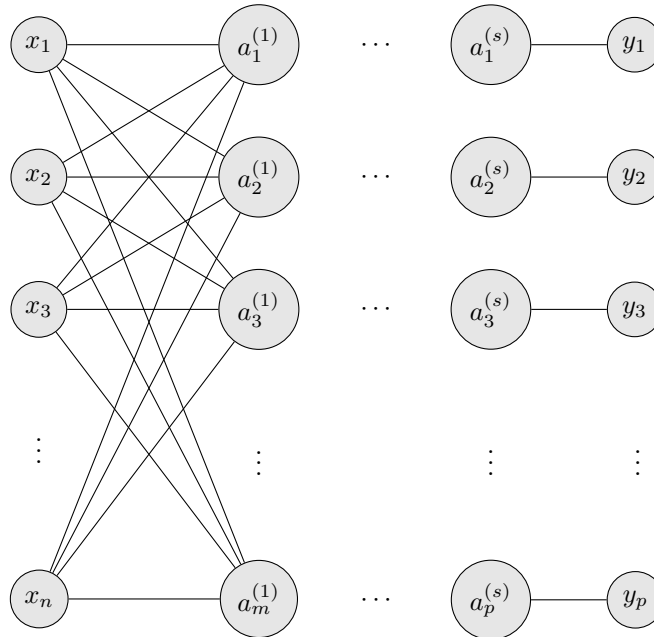 x_1 a_1^{(1)} ⋯ a_1^{(s)} y_1
x_2 a_2^{(1)} ⋯ a_2^{(s)} y_2
x_3 a_3^{(1)} ⋯ a_3^{(s)} y_3
⋮ ⋮ ⋮ ⋮
x_n a_m^{(1)} ⋯ a_p^{(s)} y_p